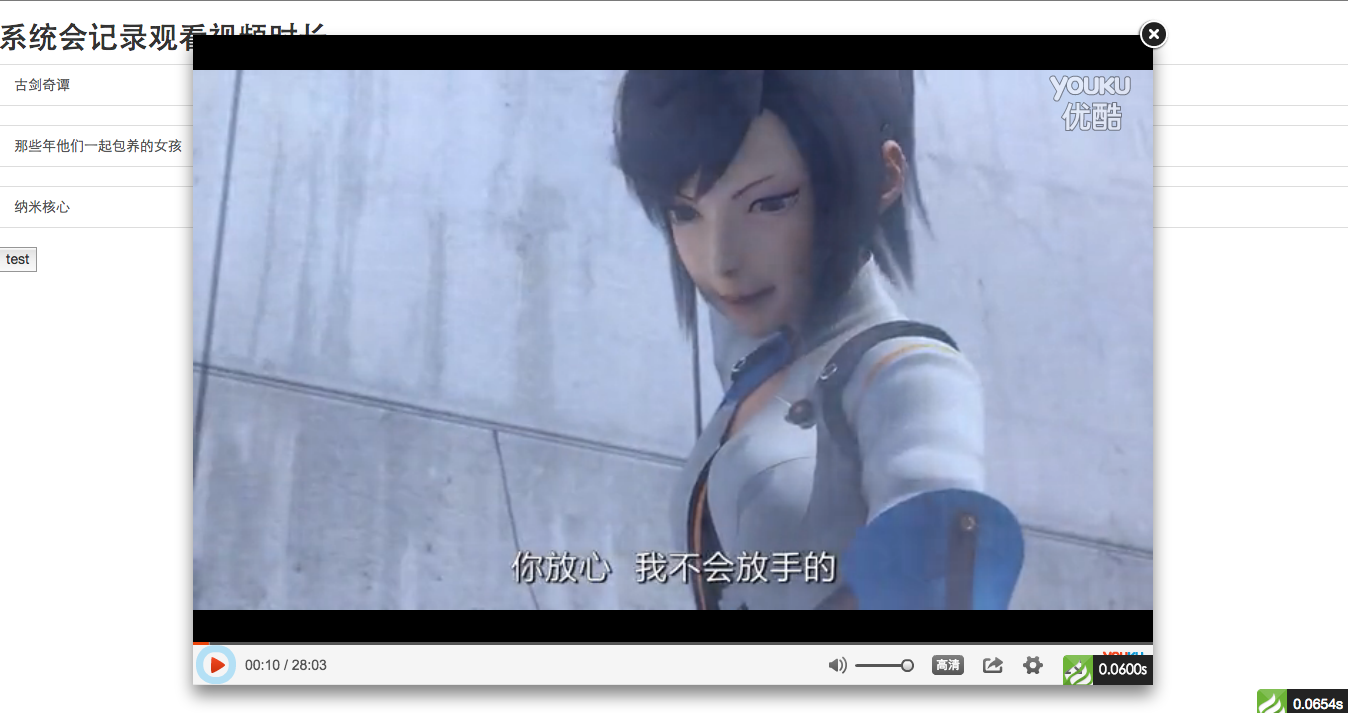 系统会记录观看视频时长
古剑奇谭
那些年他们一起包养的女孩
纳米核心
test
YOUKU
优酷
你放心 我不会放手的
00:10 / 28:03
高清
0.0600s
0.0654s